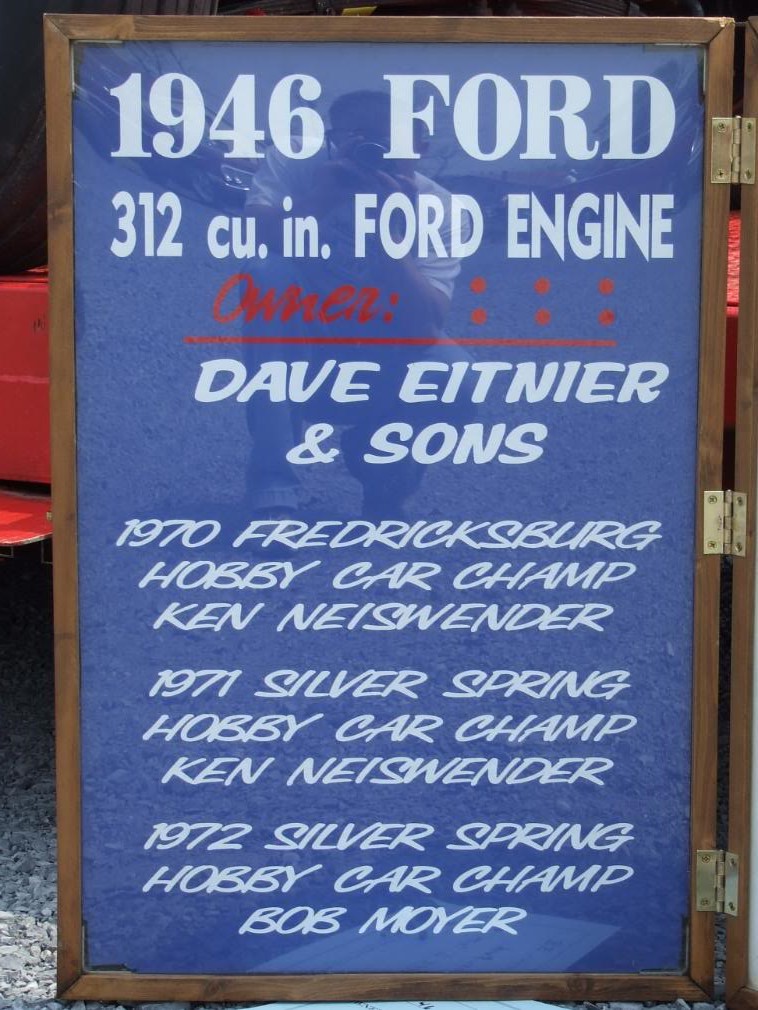 1946 FORD
312 cu. in. FORD ENGINE
Owner: : : :
DAVE EITNIER
& SONS
1970 FREDRICKSBURG
HOBBY CAR CHAMP
KEN NEISWENDER
1971 SILVER SPRING
HOBBY CAR CHAMP
KEN NEISWENDER
1972 SILVER SPRING
HOBBY CAR CHAMP
BOB MOYER